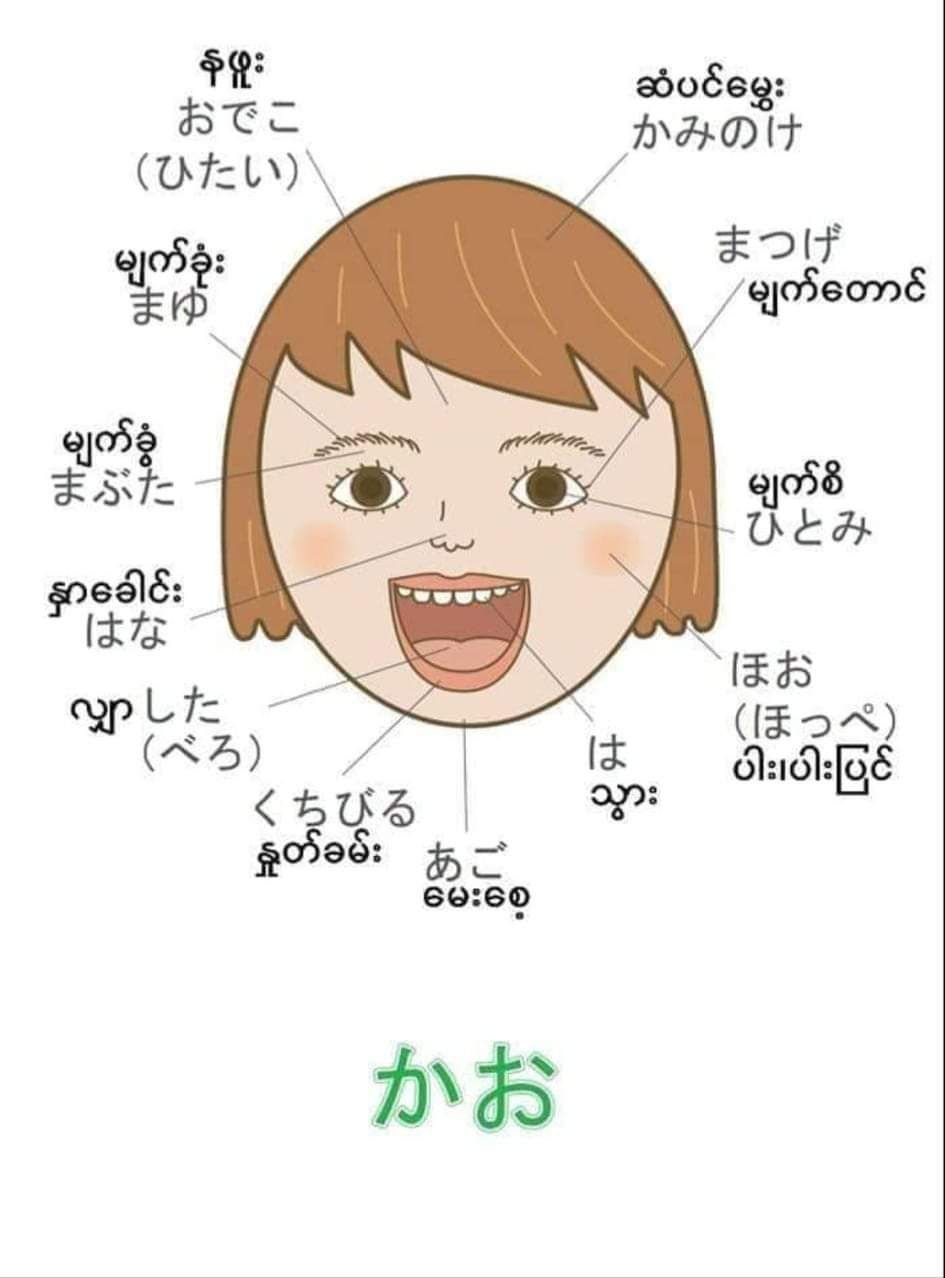 နဖူး
おでこ
(ひたい)
ဆံပင်မွှေး
かみのけ
まつげ
မျက်တောင်
မျက်ခုံး
まゆ
မျက်ခွံ
まぶた
မျက်စိ
ひとみ
နှာခေါင်း
はな
ほお
(ほっぺ)
ပါး၊ပါးပြင်
လျှာ した
(べろ)
は
သွား
くちびる
နှုတ်ခမ်း
あご
မေးစေ့
かお